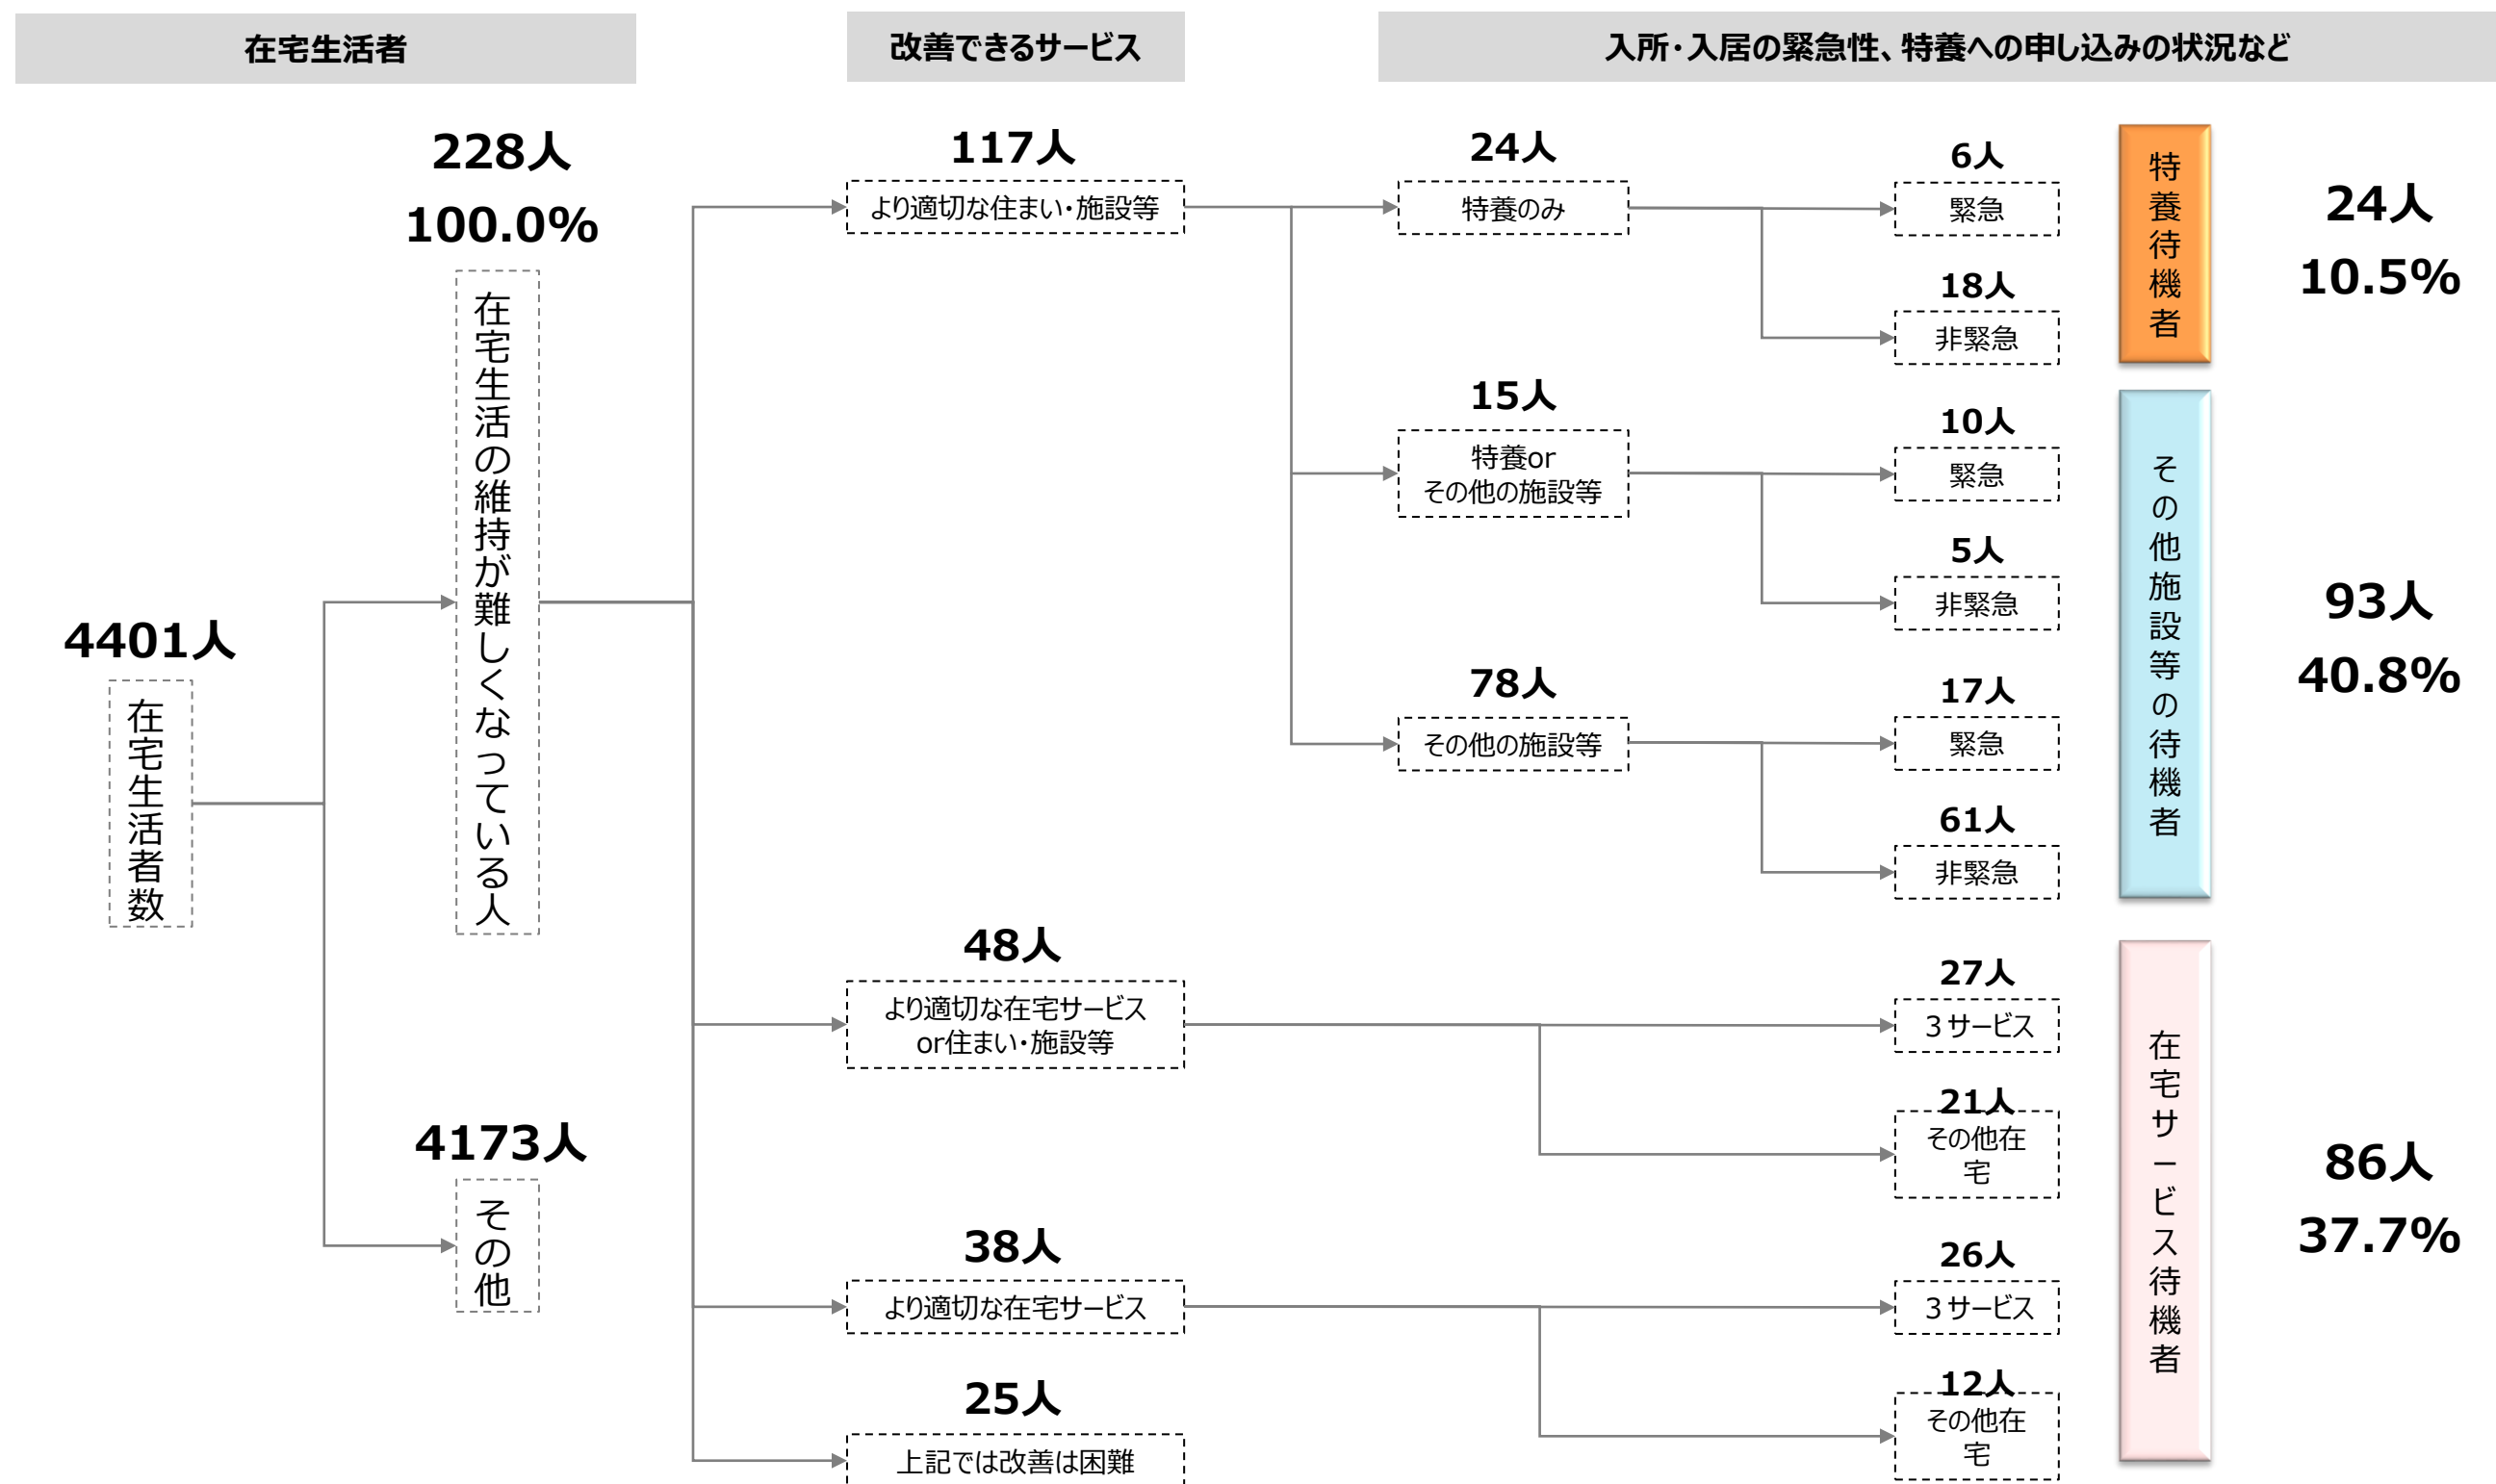 在宅生活者
改善できるサービス
入所・入居の緊急性、特養への申し込みの状況など
4401人
在宅生活者数
228人
100.0%
在宅生活の維持が難しくなっている人
4173人
その他
117人
より適切な住まい・施設等
48人
より適切な在宅サービス
or住まい・施設等
38人
より適切な在宅サービス
25人
上記では改善は困難
24人
特養のみ
15人
特養or
その他の施設等
78人
その他の施設等
6人
緊急
18人
非緊急
10人
緊急
5人
非緊急
17人
緊急
61人
非緊急
27人
３サービス
21人
その他在
宅
26人
３サービス
12人
その他在
宅
特養待機者
24人
10.5%
その他施設等の待機者
93人
40.8%
在宅サービス待機者
86人
37.7%